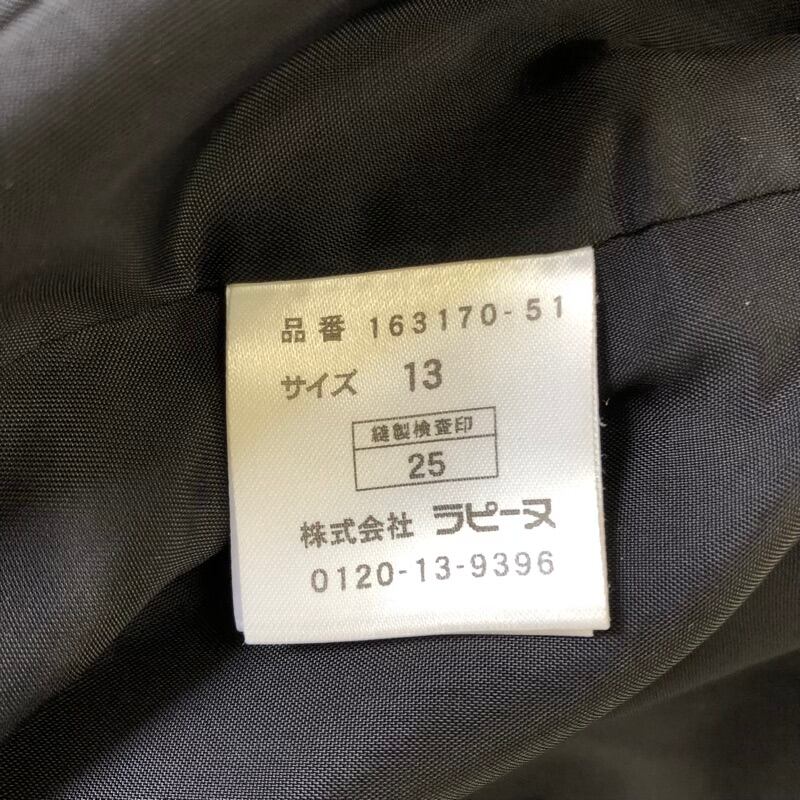 品番 163170-51
サイズ 13
縫製検査印
25
株式会社 ラピーヌ
0120-13-9396